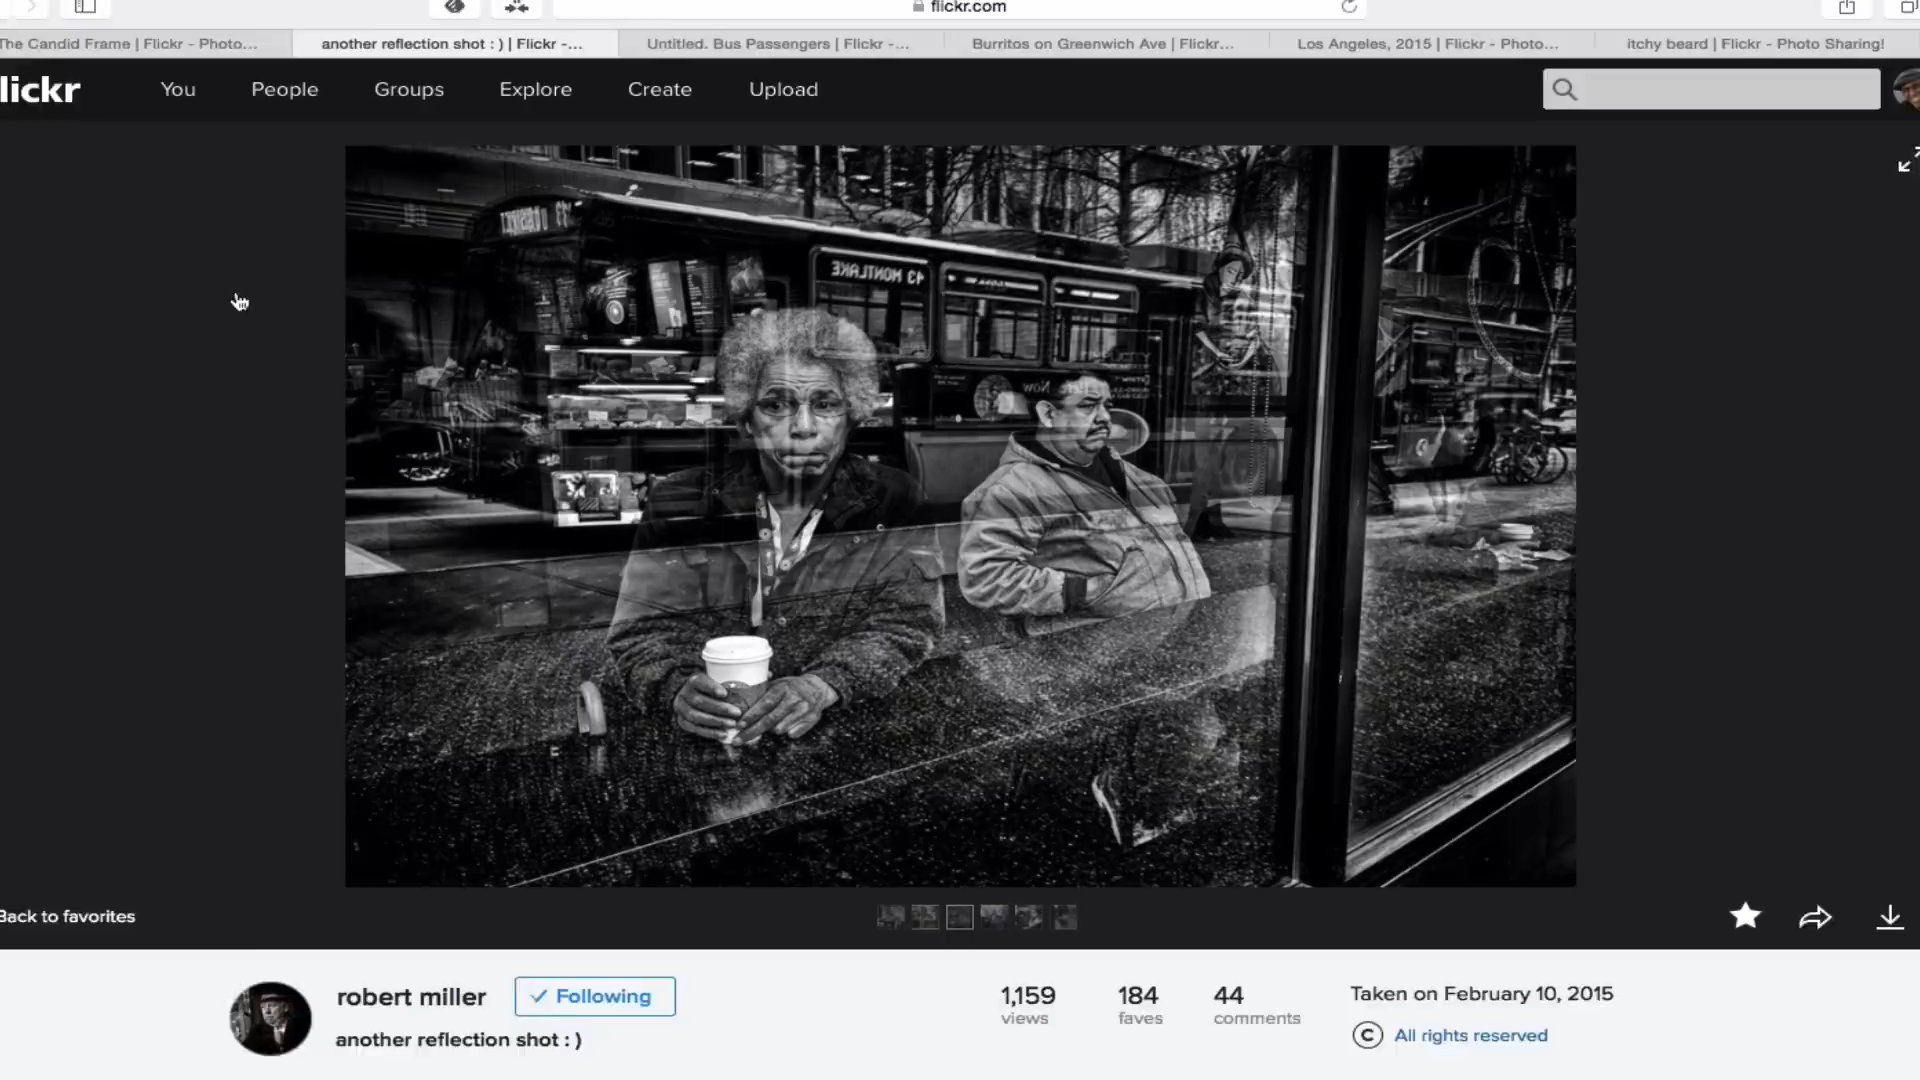 flickr.com
The Candid Frame | Flickr - Photo...
another reflection shot : ) | Flickr -...
Untitled. Bus Passengers | Flickr -...
Burritos on Greenwich Ave | Flickr...
Los Angeles, 2015 | Flickr - Photo...
itchy beard | Flickr - Photo Sharing!
lickr
You
People
Groups
Explore
Create
Upload
43 MONTLAKE
Now
Back to favorites
robert miller
Following
another reflection shot : )
1,159
views
184
faves
44
comments
Taken on February 10, 2015
All rights reserved